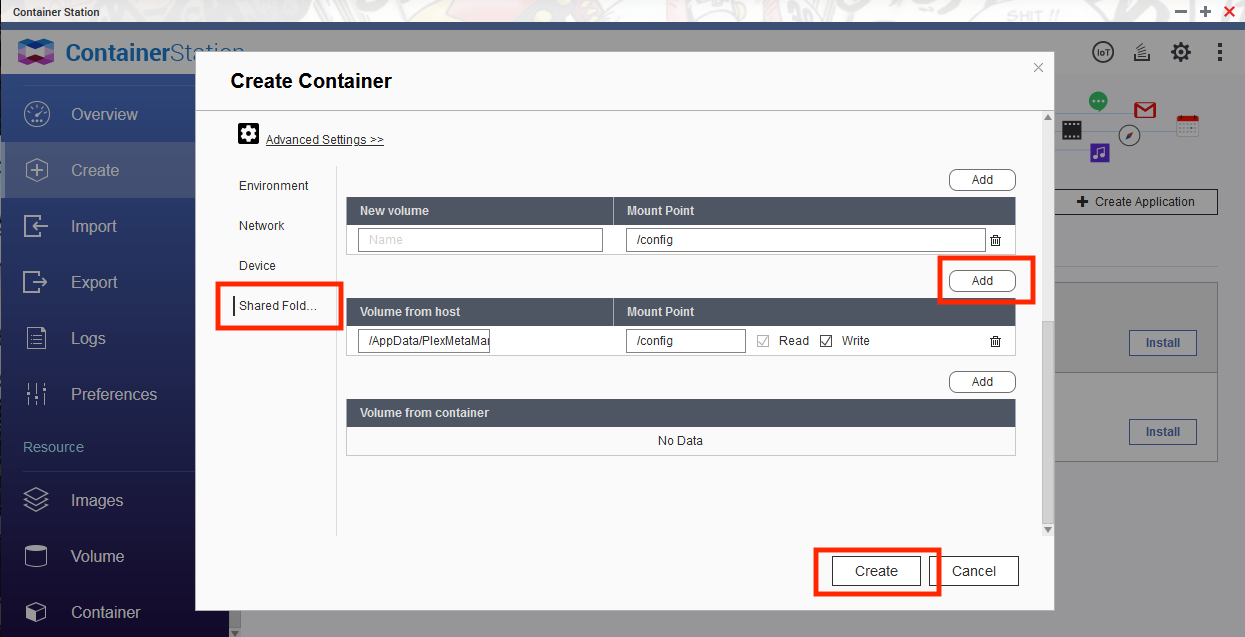 Container Station
SHIT !!
ContainerStation
IoT
Create Container
Overview
Advanced Settings >>
Create
Environment
Add
Create Application
New volume
Mount Point
Import
Network
Name
/config
Device
Add
Export
Shared Fold...
Volume from host
Mount Point
Logs
/AppData/PlexMetaMa
/config
Read
Write
Install
Preferences
Add
Volume from container
Install
Resource
No Data
Images
Volume
Create
Cancel
Container